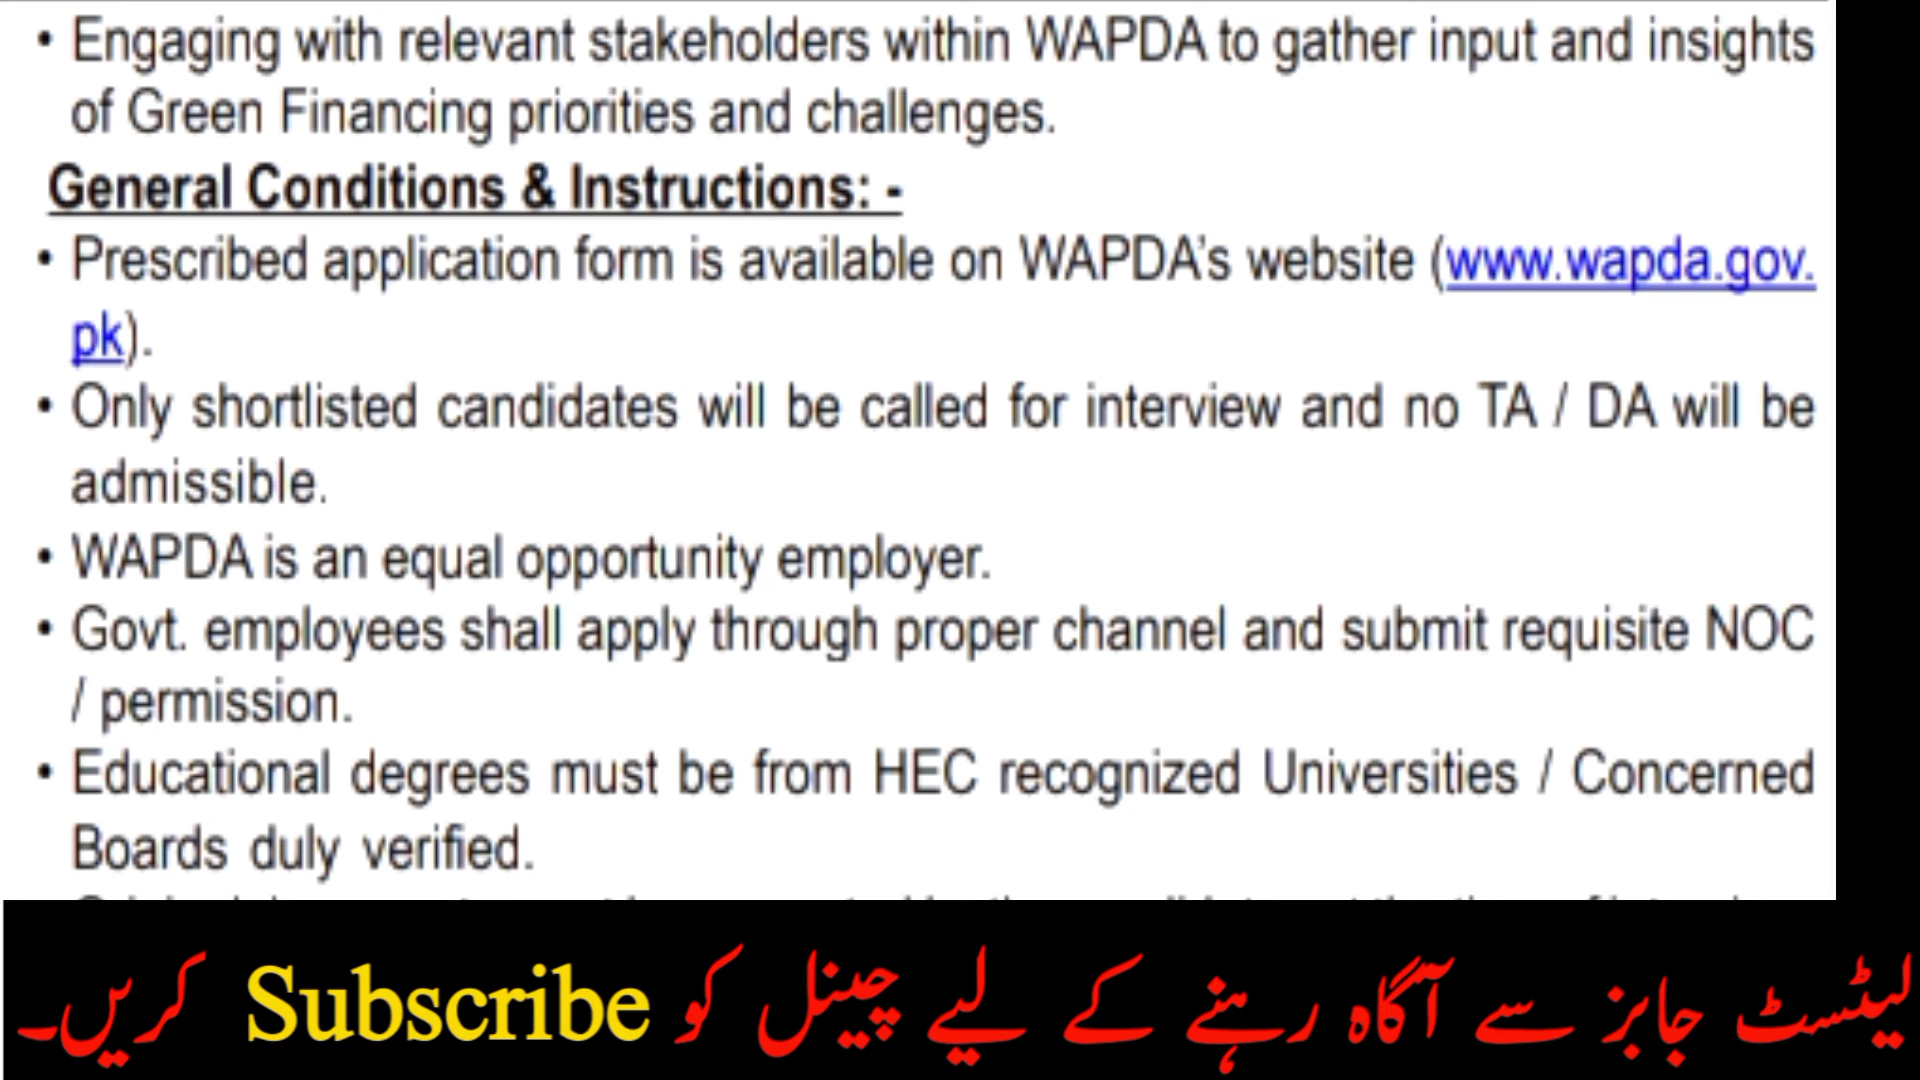 • Engaging with relevant stakeholders within WAPDA to gather input and insights
of Green Financing priorities and challenges.
General Conditions & Instructions: -
• Prescribed application form is available on WAPDA's website (www.wapda.gov.
pk).
• Only shortlisted candidates will be called for interview and no TA / DA will be
admissible.
• WAPDA is an equal opportunity employer.
• Govt. employees shall apply through proper channel and submit requisite NOC
/ permission.
• Educational degrees must be from HEC recognized Universities / Concerned
Boards duly verified.
لیٹسٹ جابز سے آگاہ رہنے کے لیے چینل کو Subscribe کریں۔